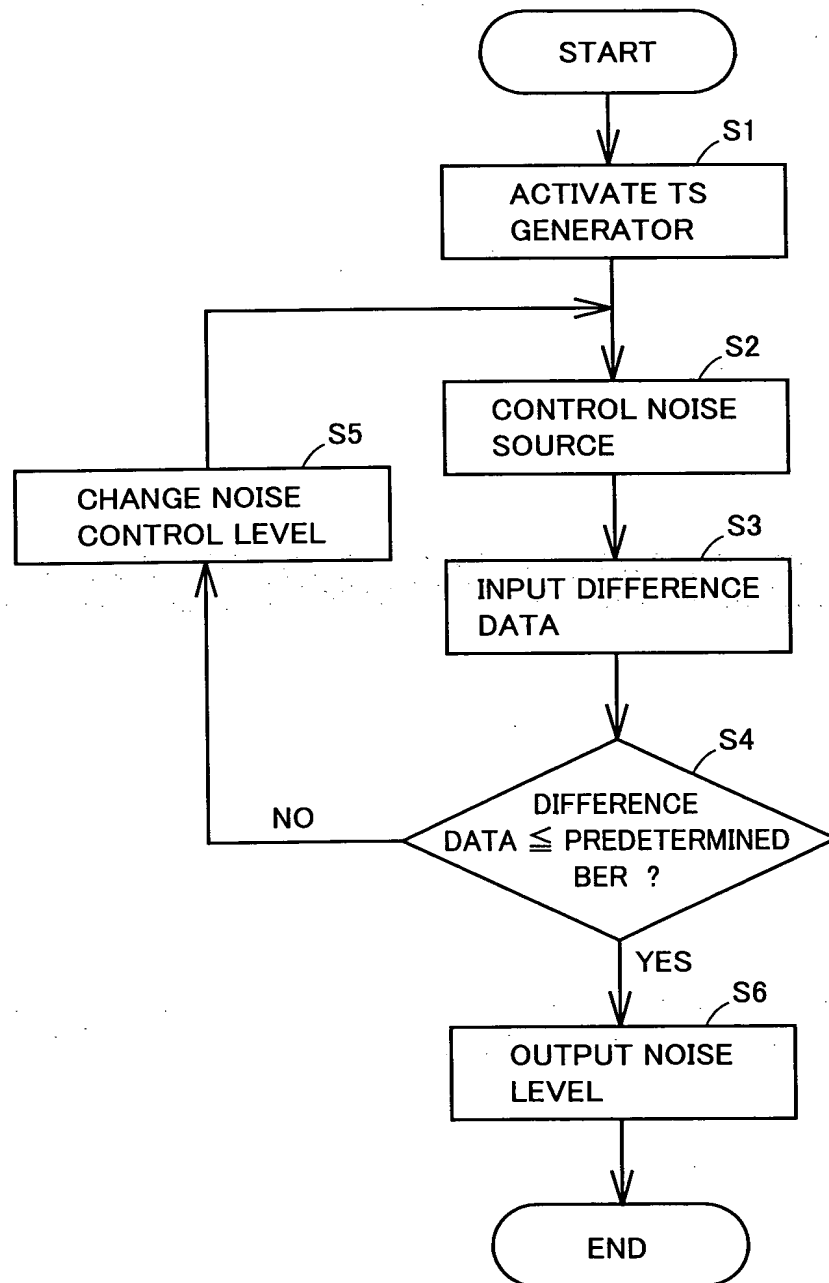 START
S1
ACTIVATE TS
GENERATOR
S2
CONTROL NOISE
SOURCE
S5
CHANGE NOISE
CONTROL LEVEL
S3
INPUT DIFFERENCE
DATA
S4
DIFFERENCE
DATA ≦ PREDETERMINED
BER ?
NO
YES
S6
OUTPUT NOISE
LEVEL
END